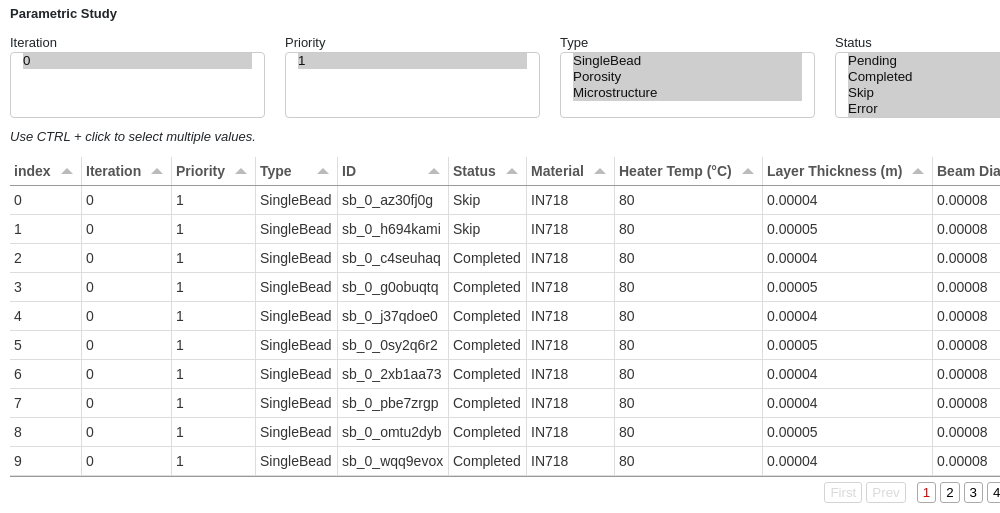 Parametric Study
Iteration Priority Type Status
0 1 SingleBead Pending
Porosity Completed
Microstructure Skip
Error
Use CTRL + click to select multiple values.
index Iteration Priority Type ID Status Material Heater Temp (°C) Layer Thickness (m) Beam Dia
0 0 1 SingleBead sb_0_az30fj0g Skip IN718 80 0.00004 0.00008
1 0 1 SingleBead sb_0_h694kami Skip IN718 80 0.00005 0.00008
2 0 1 SingleBead sb_0_c4seuhaq Completed IN718 80 0.00004 0.00008
3 0 1 SingleBead sb_0_g0obuqtq Completed IN718 80 0.00005 0.00008
4 0 1 SingleBead sb_0_j37qdoe0 Completed IN718 80 0.00004 0.00008
5 0 1 SingleBead sb_0_0sy2q6r2 Completed IN718 80 0.00005 0.00008
6 0 1 SingleBead sb_0_2xb1aa73 Completed IN718 80 0.00004 0.00008
7 0 1 SingleBead sb_0_pbe7zrgp Completed IN718 80 0.00004 0.00008
8 0 1 SingleBead sb_0_omtu2dyb Completed IN718 80 0.00005 0.00008
9 0 1 SingleBead sb_0_wqq9evox Completed IN718 80 0.00004 0.00008
First Prev 1 2 3 4